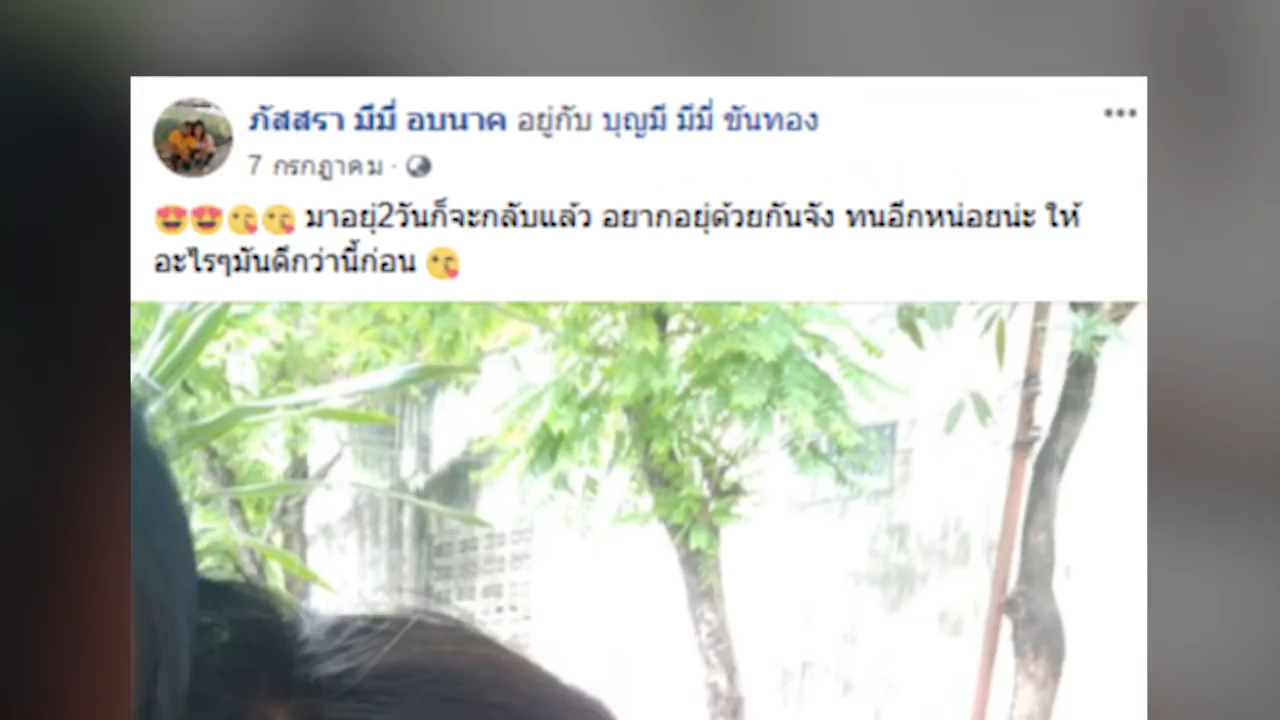 ภัสสรา มีมี่ อบนาค อยู่กับ บุญมี มีมี่ ขันทอง
7 กรกฎาคม ·
😍😍😘😘 มาอยุ่2วันก็จะกลับแล้ว อยากอยุ่ด้วยกันจัง ทนอีกหน่อยน่ะ ให้
อะไรๆมันดีกว่านี้ก่อน 😘